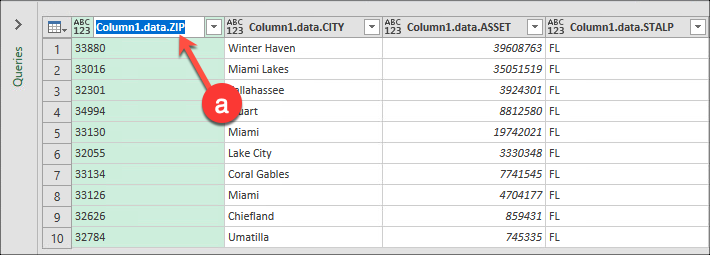 Queries
ABC 123 Column1.data.ZIP ABC 123 Column1.data.CITY ABC 123 Column1.data.ASSET ABC 123 Column1.data.STALP
1 33880 Winter Haven 39608763 FL
2 33016 Miami Lakes 35051519 FL
3 32301 allahassee 3924301 FL
a
4 34994 uart 8812580 FL
5 33130 Miami 19742021 FL
6 32055 Lake City 3330348 FL
7 33134 Coral Gables 7741545 FL
8 33126 Miami 4704177 FL
9 32626 Chiefland 859431 FL
10 32784 Umatilla 745335 FL